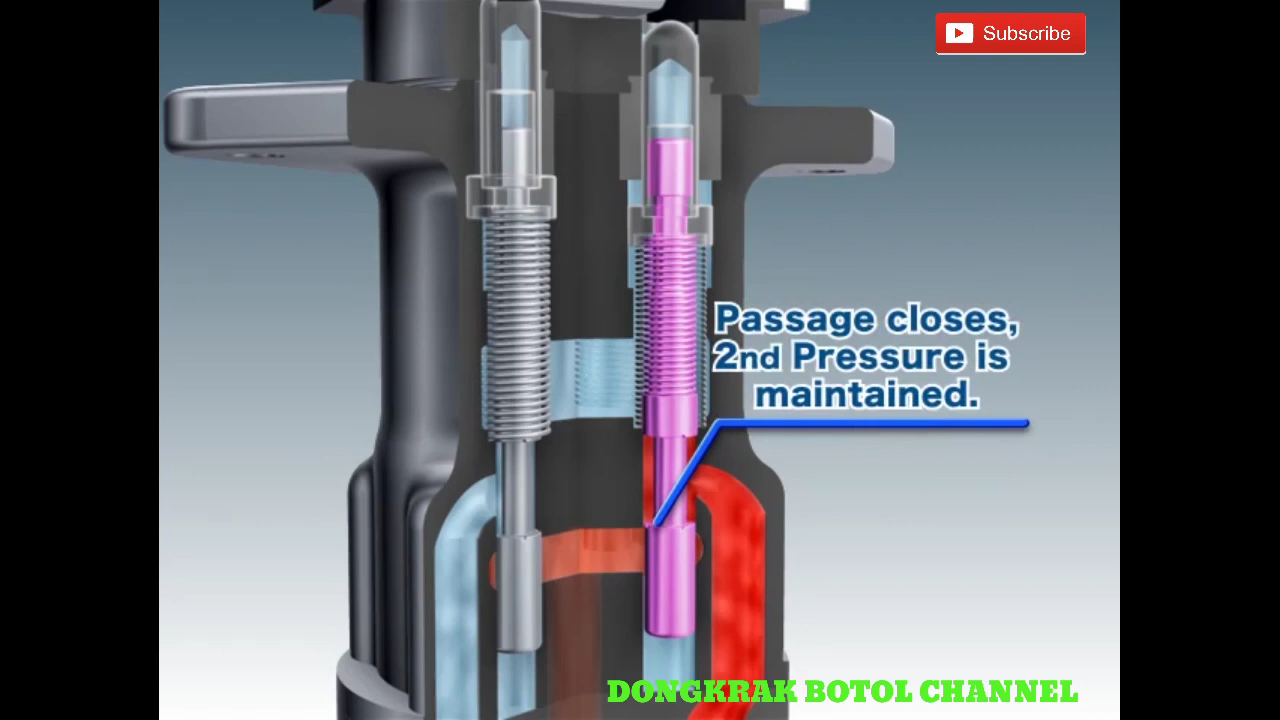 Subscribe
Passage closes,
2nd Pressure is
maintained.
DONGKRAK BOTOL CHANNEL